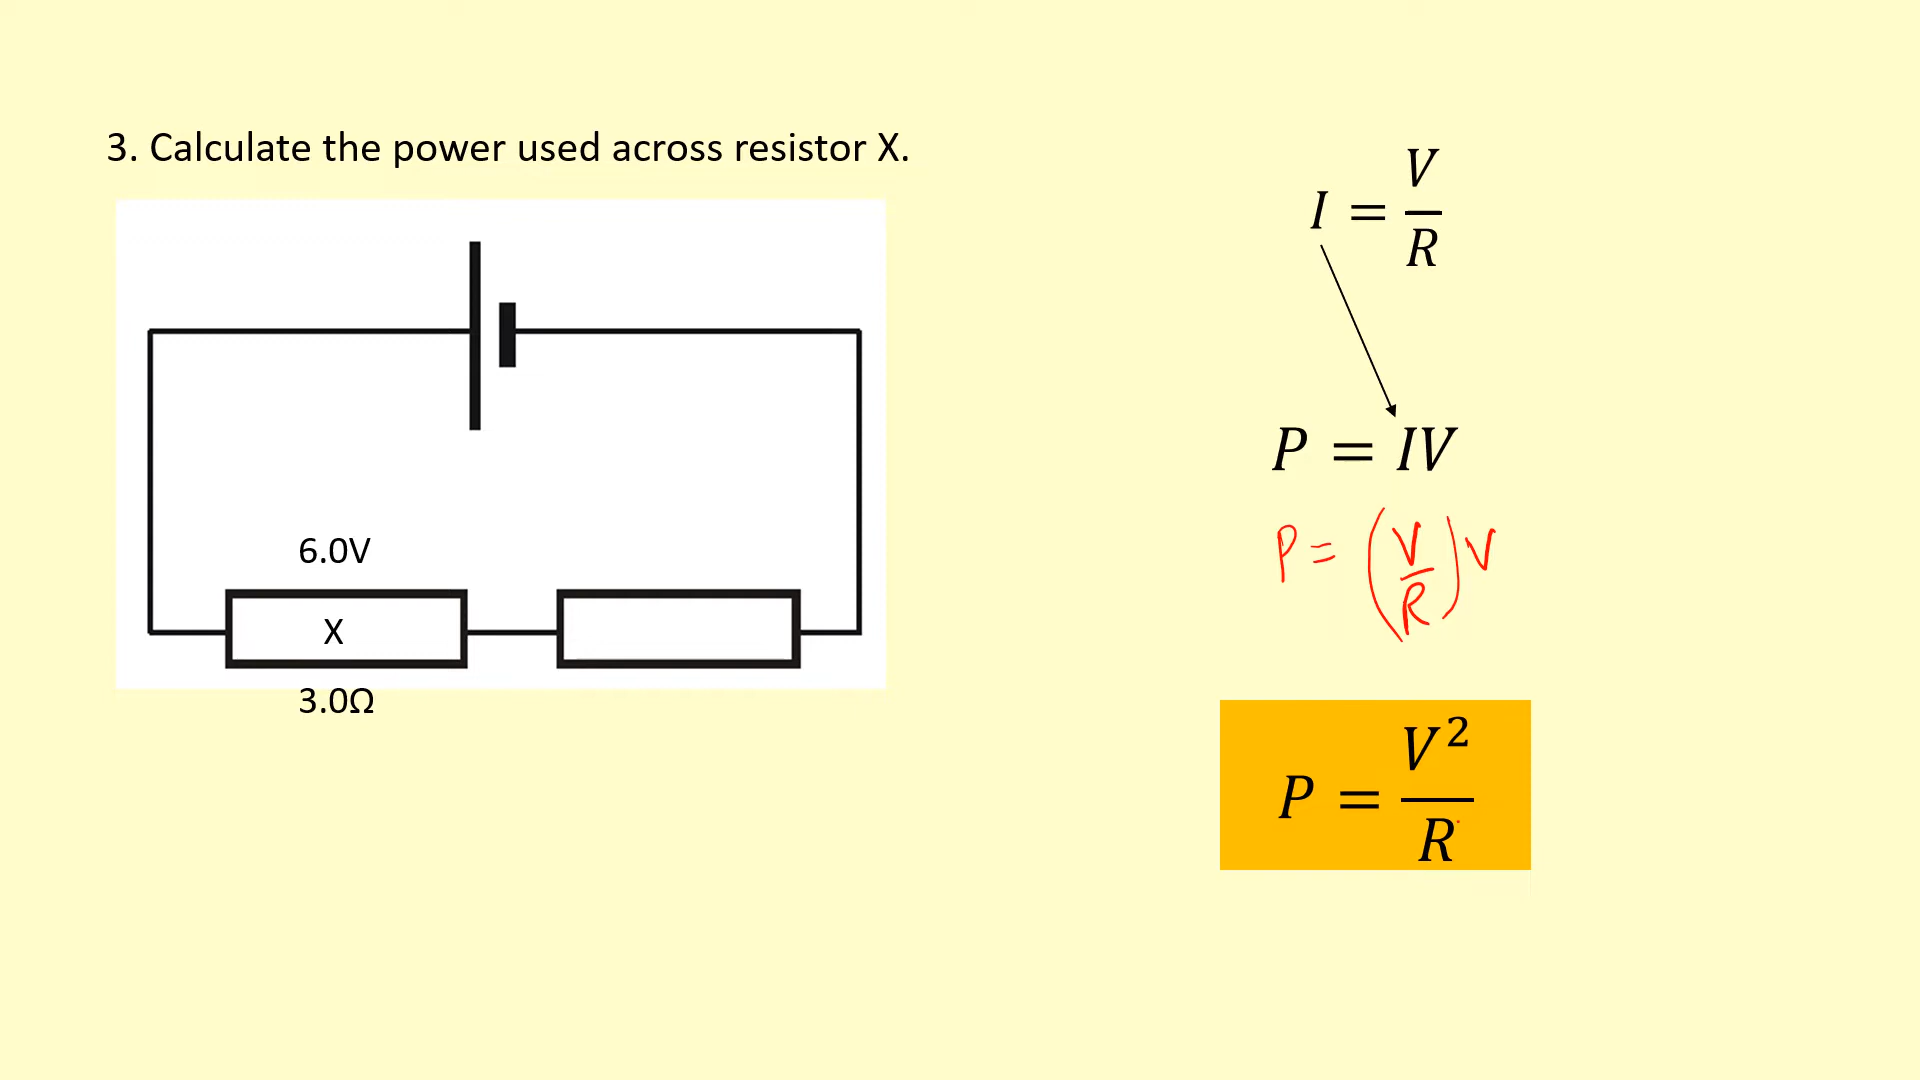 3. Calculate the power used across resistor X.
6.0V
X
3.0Ω
I = V/R
P = IV
P = (V/R) V
P = V²/R